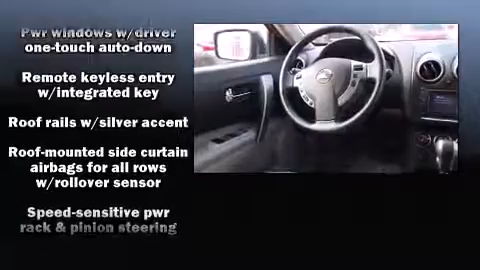 Pwr windows w/driver
one-touch auto-down
Remote keyless entry
w/integrated key
Roof rails w/silver accent
Roof-mounted side curtain
airbags for all rows
w/rollover sensor
Speed-sensitive pwr
rack & pinion steering